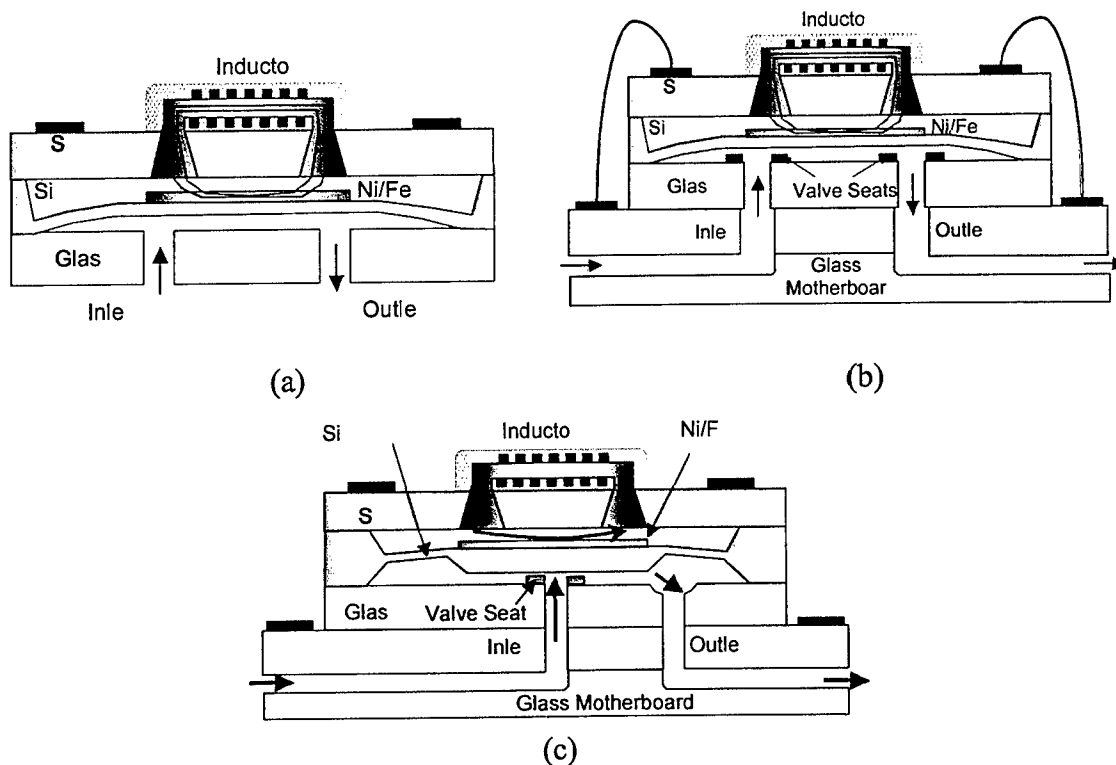 Inducto
S
Si
Ni/Fe
Glas
Inle
Outle
(a)
Inducto
S
Si
Ni/Fe
Glas
Valve Seats
Inle
Outle
Glass
Motherboar
(b)
Si
Inducto
Ni/F
S
Glas
Valve Seat
Inle
Outle
Glass Motherboard
(c)